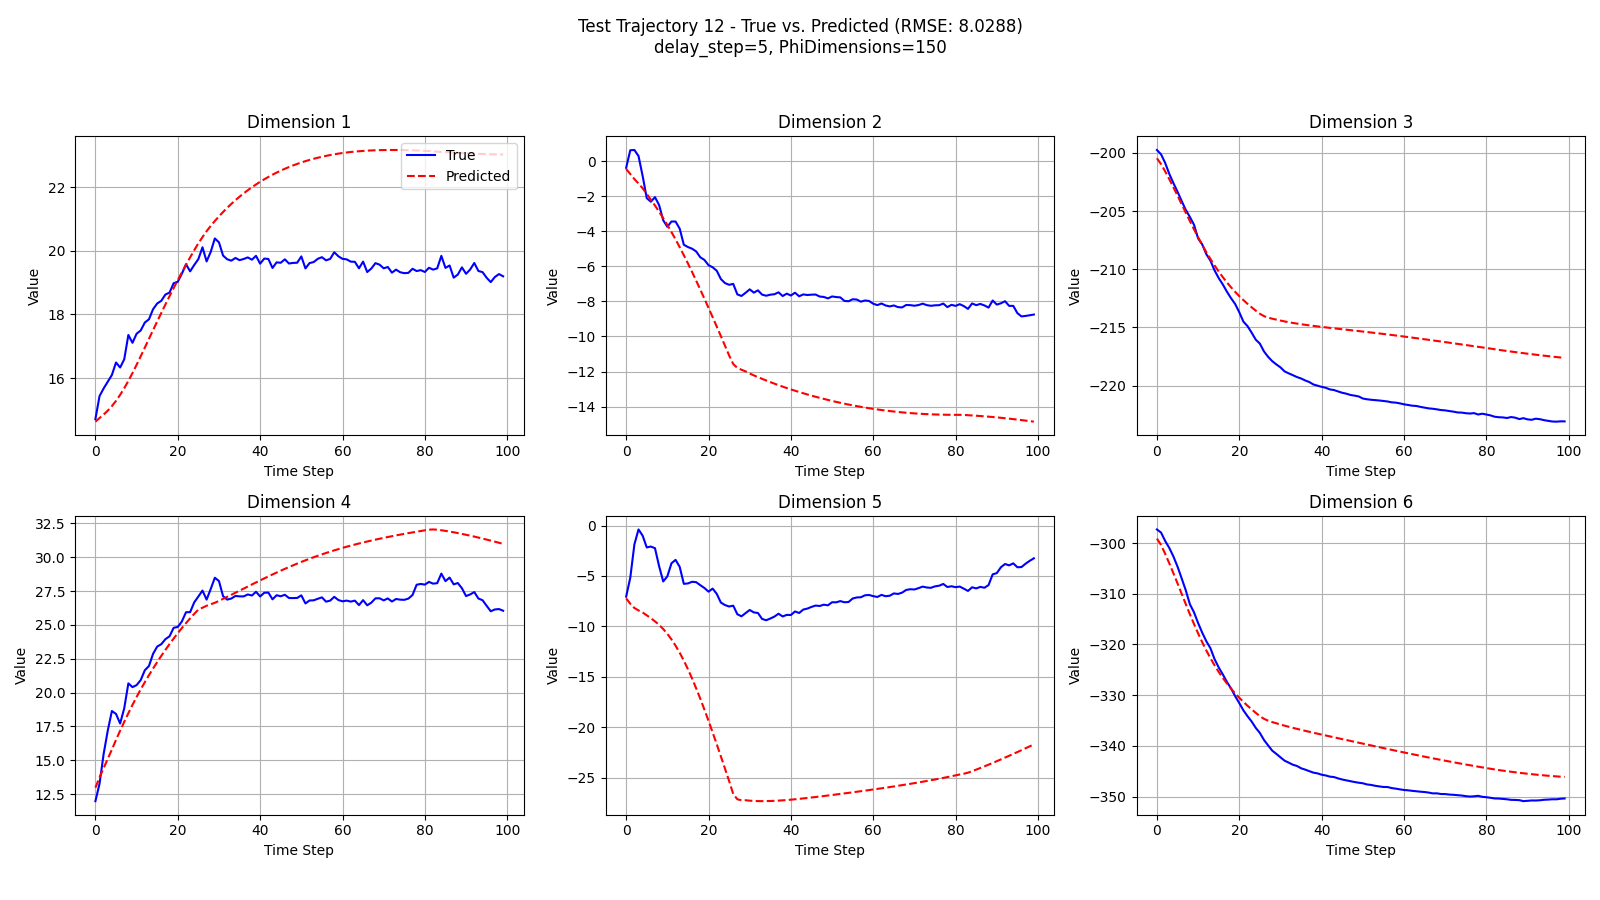 Test Trajectory 12 - True vs. Predicted (RMSE: 8.0288)
delay_step=5, PhiDimensions=150
Dimension 1
Value
22
20
18
16
0 20 40 60 80 100
Time Step
True
Predicted
Dimension 2
Value
0
−2
−4
−6
−8
−10
−12
−14
0 20 40 60 80 100
Time Step
Dimension 3
Value
−200
−205
−210
−215
−220
0 20 40 60 80 100
Time Step
Dimension 4
Value
32.5
30.0
27.5
25.0
22.5
20.0
17.5
15.0
12.5
0 20 40 60 80 100
Time Step
Dimension 5
Value
0
−5
−10
−15
−20
−25
0 20 40 60 80 100
Time Step
Dimension 6
Value
−300
−310
−320
−330
−340
−350
0 20 40 60 80 100
Time Step